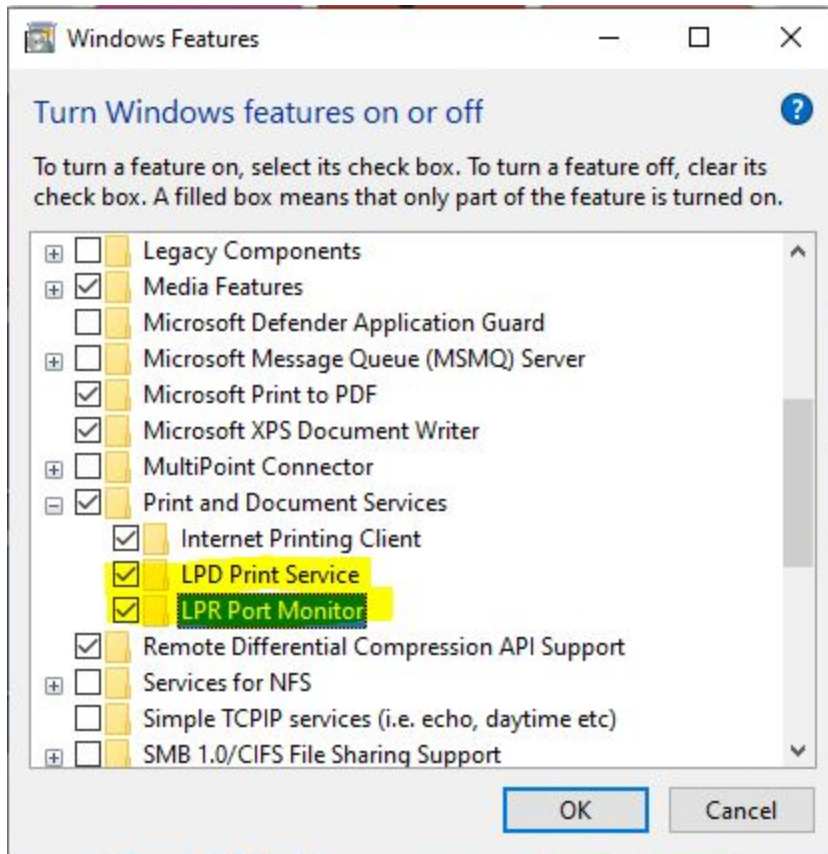 Windows Features
Turn Windows features on or off
?
To turn a feature on, select its check box. To turn a feature off, clear its
check box. A filled box means that only part of the feature is turned on.
Legacy Components
Media Features
Microsoft Defender Application Guard
Microsoft Message Queue (MSMQ) Server
Microsoft Print to PDF
Microsoft XPS Document Writer
MultiPoint Connector
Print and Document Services
Internet Printing Client
LPD Print Service
LPR Port Monitor
Remote Differential Compression API Support
Services for NFS
Simple TCPIP services (i.e. echo, daytime etc)
SMB 1.0/CIFS File Sharing Support
OK Cancel